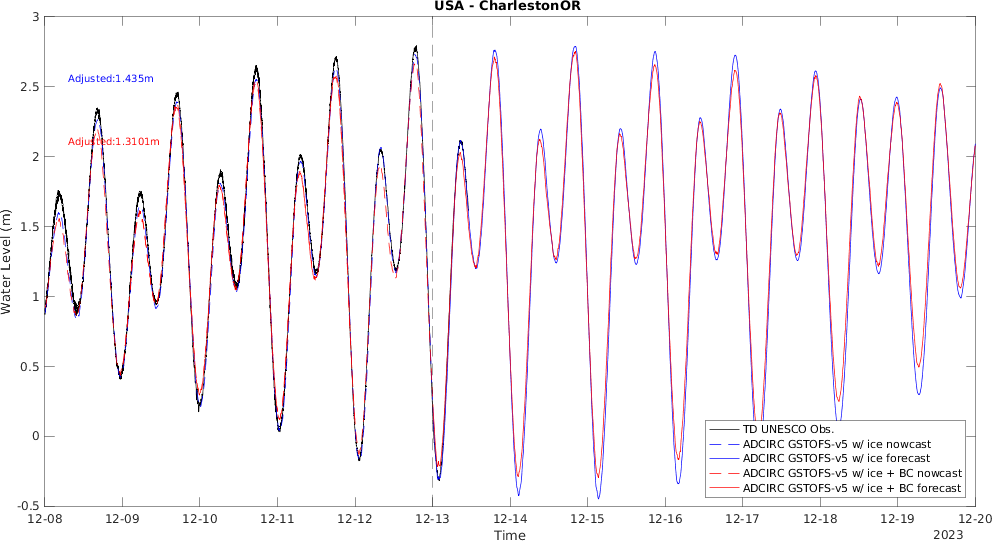 USA - CharlestonOR
3
2.5
2
1.5
1
0.5
0
-0.5
Water Level (m)
Adjusted:1.435m
Adjusted:1.3101m
TD UNESCO Obs.
ADCIRC GSTOFS-v5 w/ ice nowcast
ADCIRC GSTOFS-v5 w/ ice forecast
ADCIRC GSTOFS-v5 w/ ice + BC nowcast
ADCIRC GSTOFS-v5 w/ ice + BC forecast
12-08 12-09 12-10 12-11 12-12 12-13 12-14 12-15 12-16 12-17 12-18 12-19 12-20
Time
2023